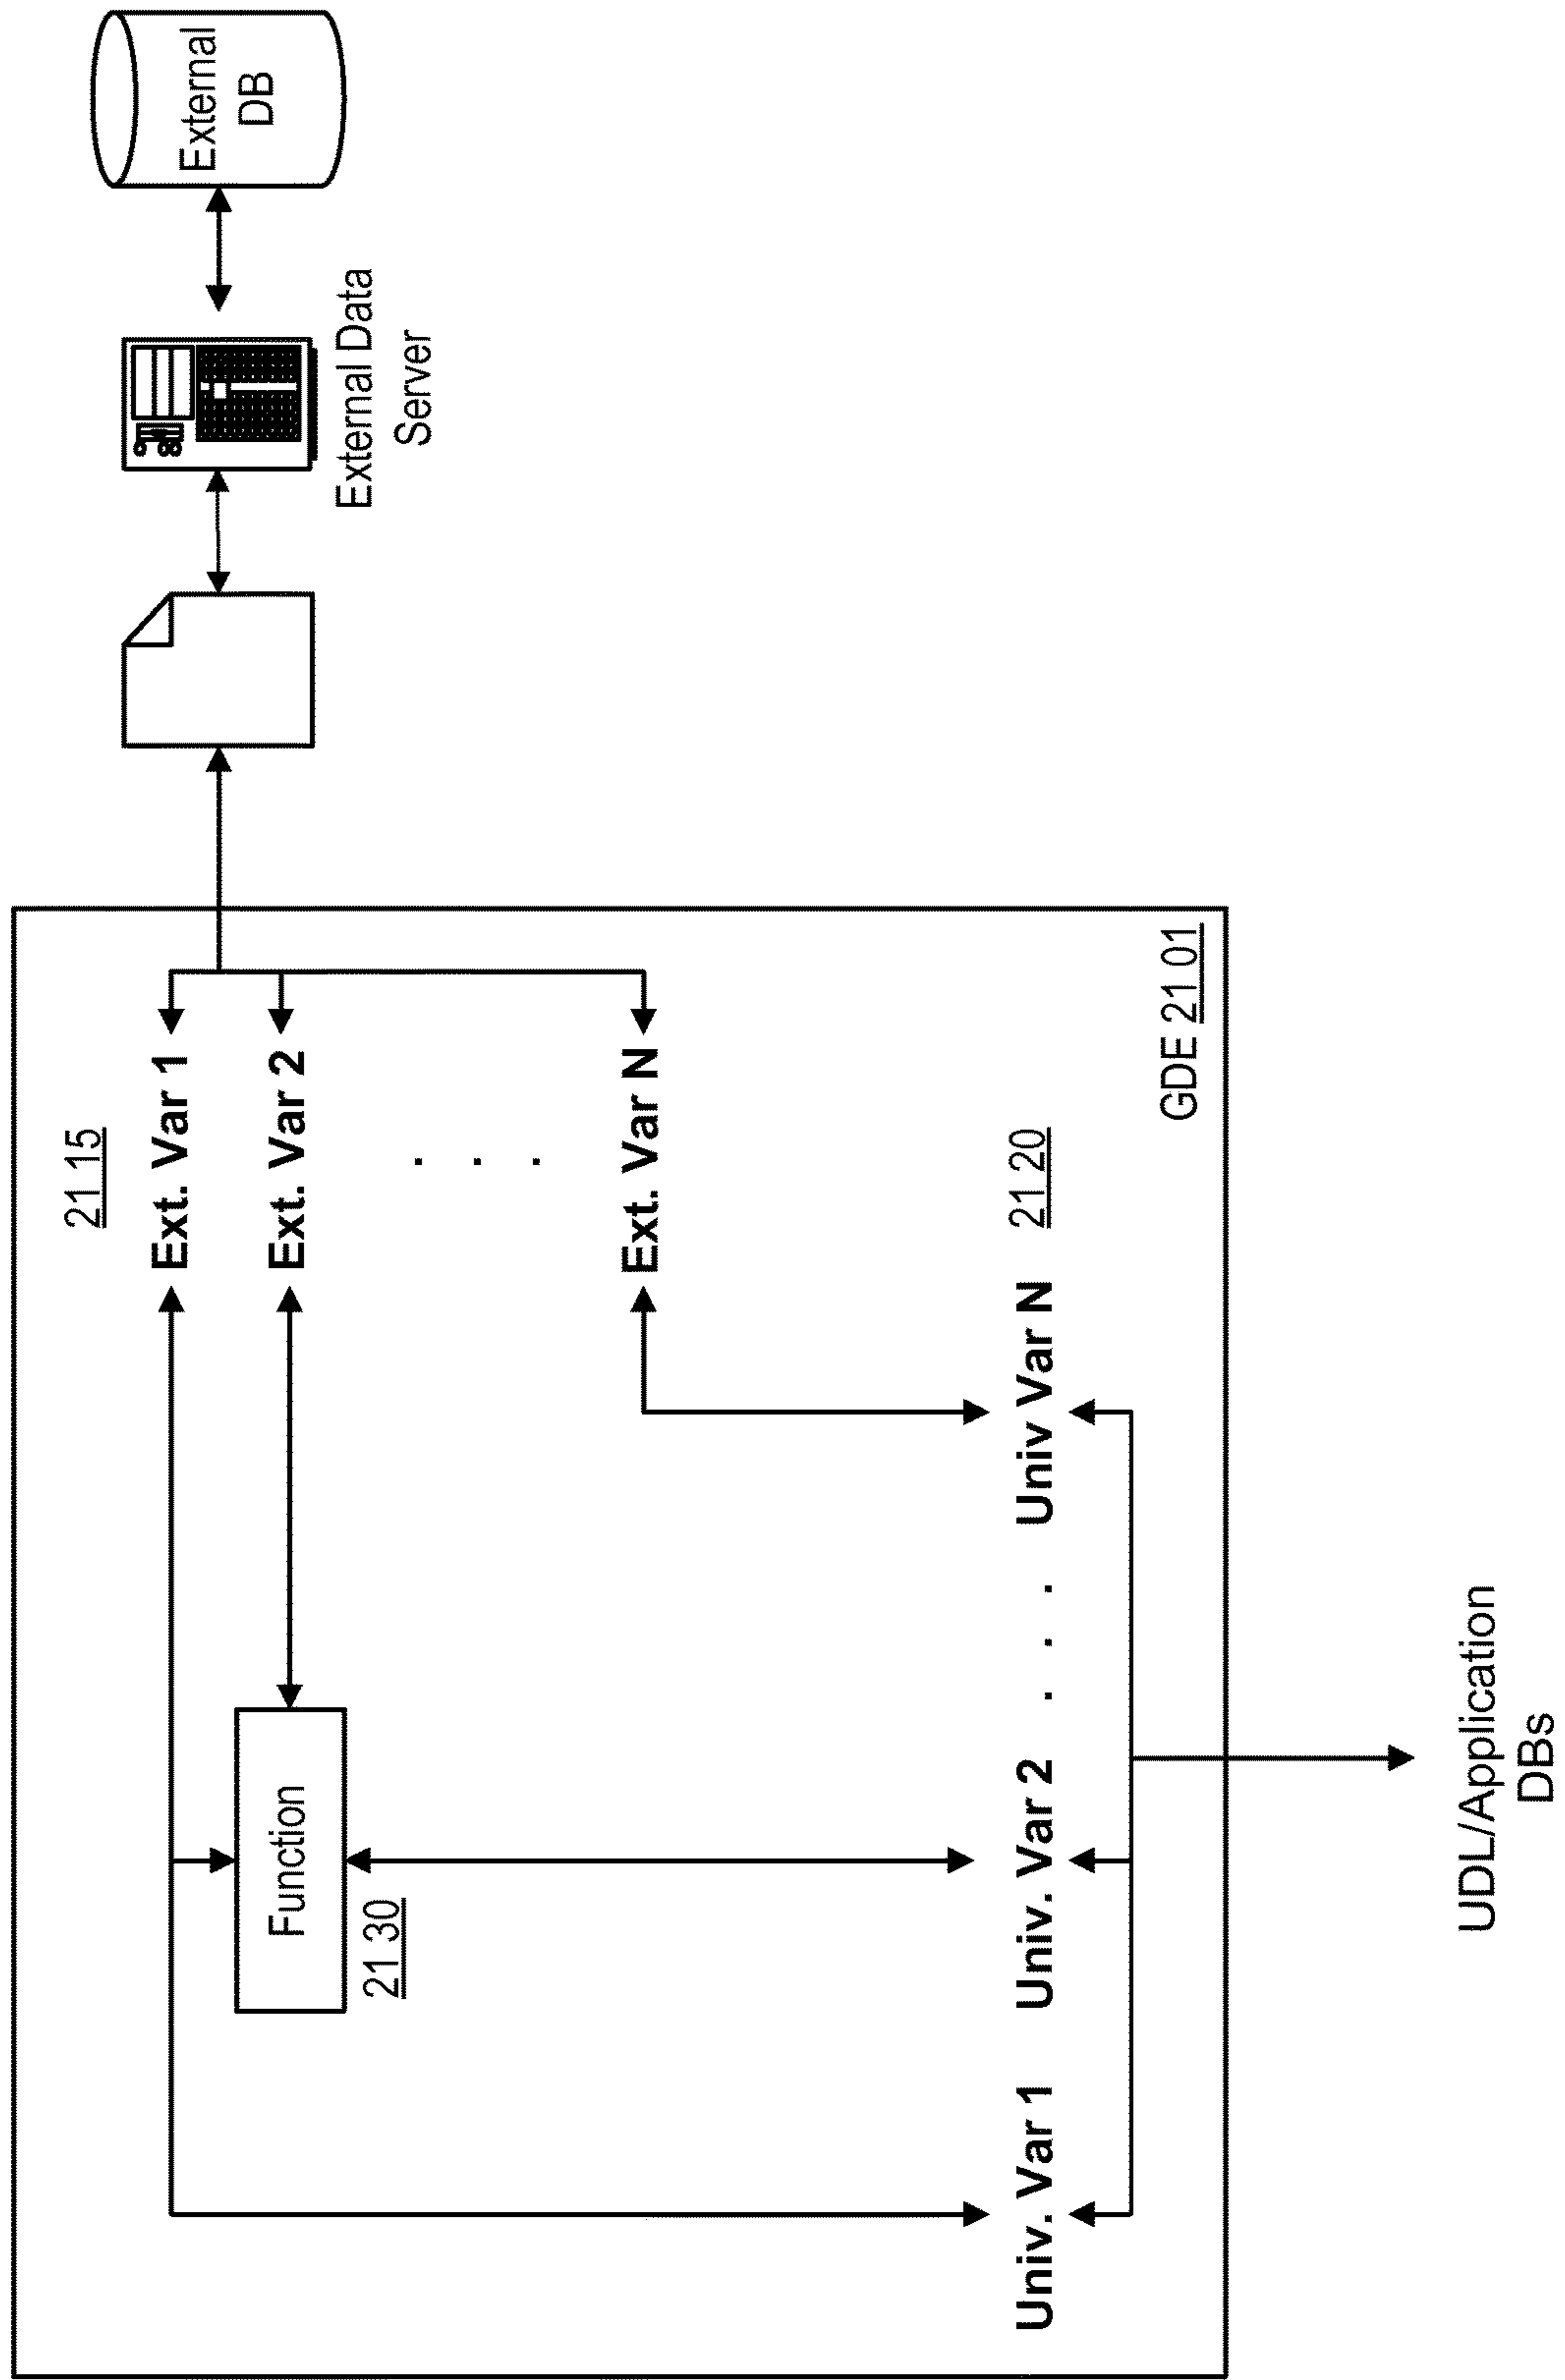 External
DB
External Data
Server
21 15
Ext. Var 1
Ext. Var 2
. . .
Ext. Var N
Function
21 30
21 20
Univ. Var 1
Univ. Var 2
. . .
Univ Var N
GDE 21 01
UDL/Application
DBs